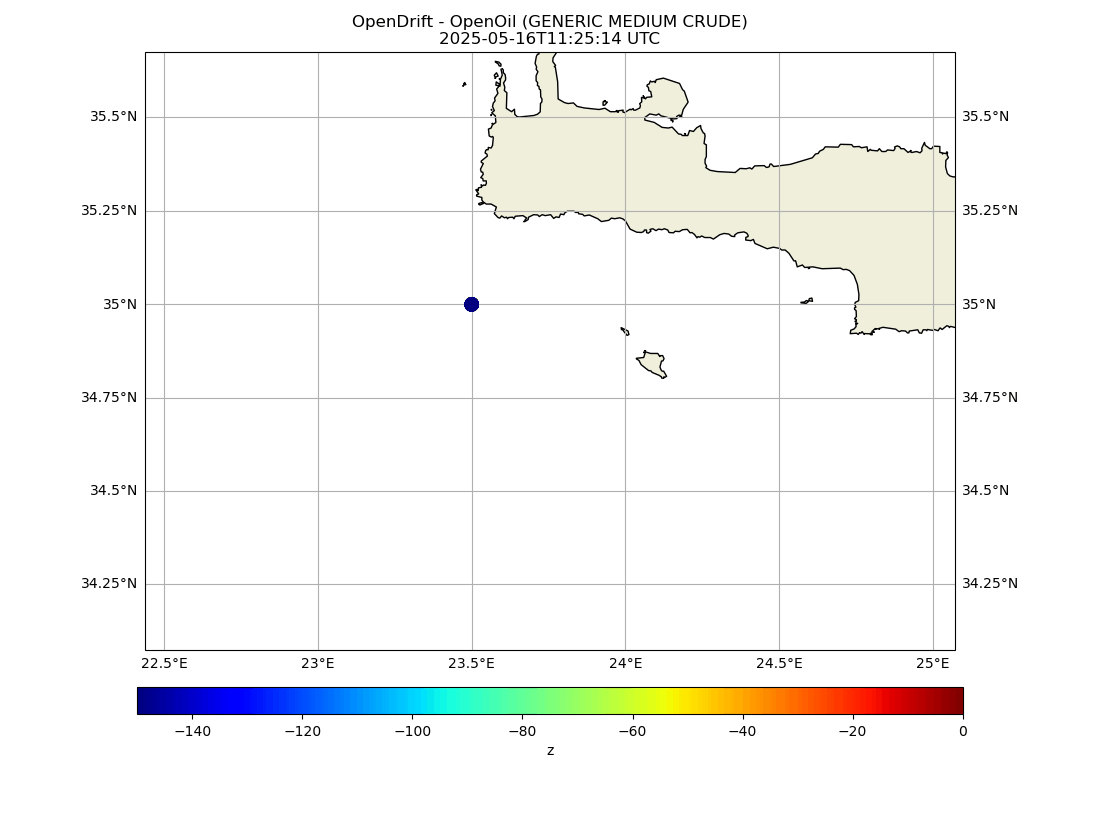 OpenDrift - OpenOil (GENERIC MEDIUM CRUDE)
2025-05-16T11:25:14 UTC
35.5°N 35.5°N
35.25°N 35.25°N
35°N 35°N
34.75°N 34.75°N
34.5°N 34.5°N
34.25°N 34.25°N
22.5°E 23°E 23.5°E 24°E 24.5°E 25°E
−140 −120 −100 −80 −60 −40 −20 0
z